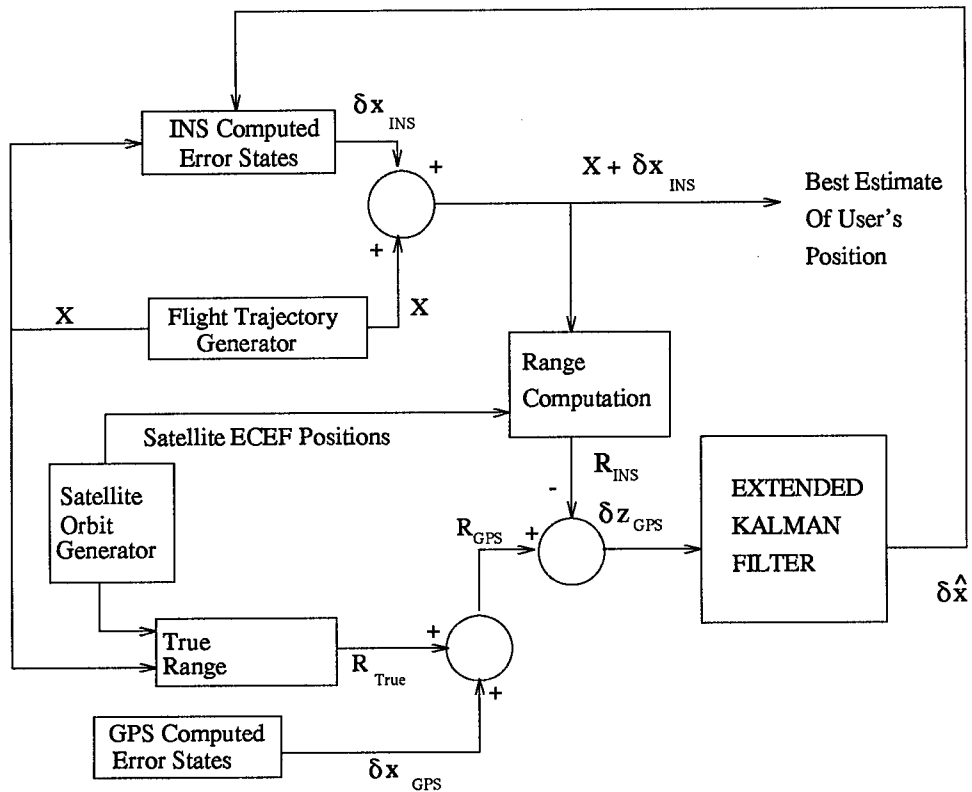 INS Computed
Error States
δx INS
+
+
X + δx INS
Best Estimate
Of User's
Position
X
Flight Trajectory
Generator
X
Range
Computation
Satellite ECEF Positions
Satellite
Orbit
Generator
R INS
-
+
R GPS
δz GPS
EXTENDED
KALMAN
FILTER
δx̂
True
Range
R True
+
+
GPS Computed
Error States
δx GPS